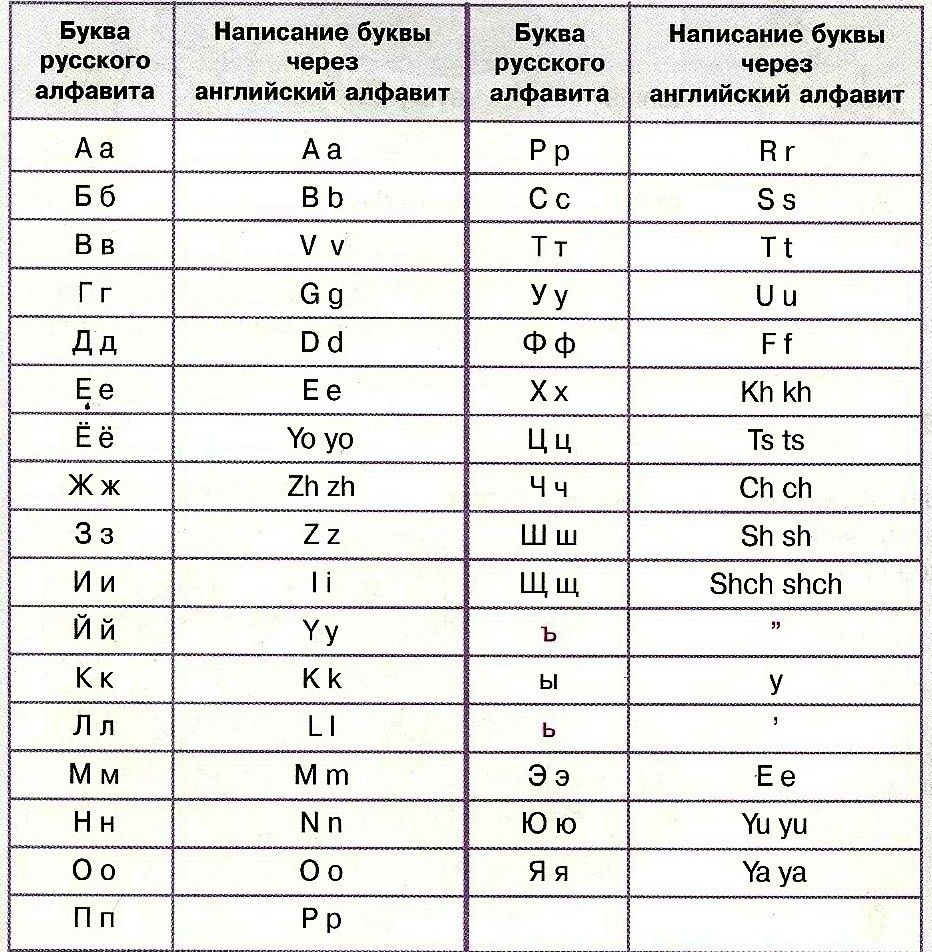 Буква русского алфавита | Написание буквы через английский алфавит | Буква русского алфавита | Написание буквы через английский алфавит
А а | A a | Р р | R r
Б б | B b | С с | S s
В в | V v | Т т | T t
Г г | G g | У у | U u
Д д | D d | Ф ф | F f
Е е | E e | Х х | Kh kh
Ё ё | Yo yo | Ц ц | Ts ts
Ж ж | Zh zh | Ч ч | Ch ch
З з | Z z | Ш ш | Sh sh
И и | I i | Щ щ | Shch shch
Й й | Y y | ъ | ”
К к | K k | ы | y
Л л | L l | ь | ’
М м | M m | Э э | E e
Н н | N n | Ю ю | Yu yu
О о | O o | Я я | Ya ya
П п | P p